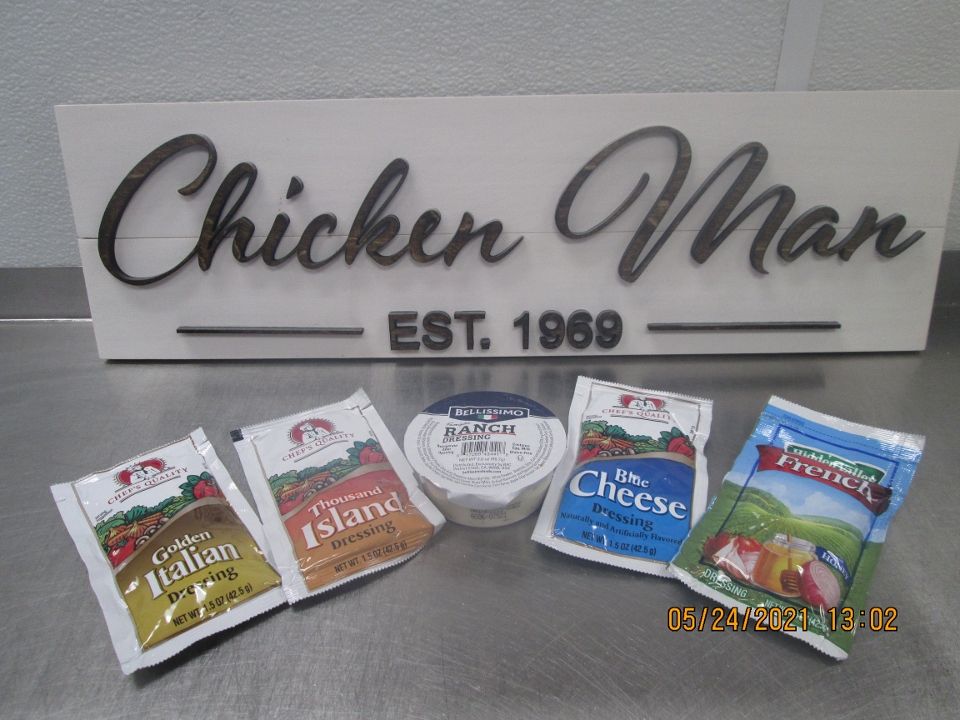 Chicken Man
EST. 1969
CHEF'S QUALITY
Golden
Italian
Dressing
NET WT. 1.5 OZ (42.5 g)
CHEF'S QUALITY
Thousand
Island
Dressing
NET WT. 1.5 OZ (42.5 g)
BELLISSIMO
RANCH
DRESSING
CHEF'S QUALITY
Blue
Cheese
Dressing
Naturally and Artificially Flavored
NET WT. 1.5 OZ (42.5 g)
French
HONEY
DRESSING
05/24/2021 13:02